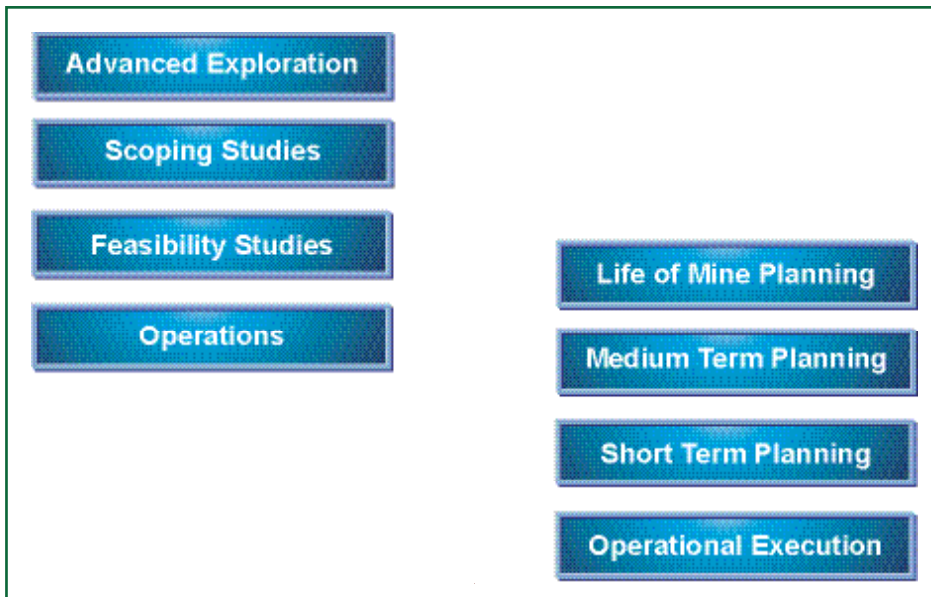 Advanced Exploration
Scoping Studies
Feasibility Studies
Operations
Life of Mine Planning
Medium Term Planning
Short Term Planning
Operational Execution